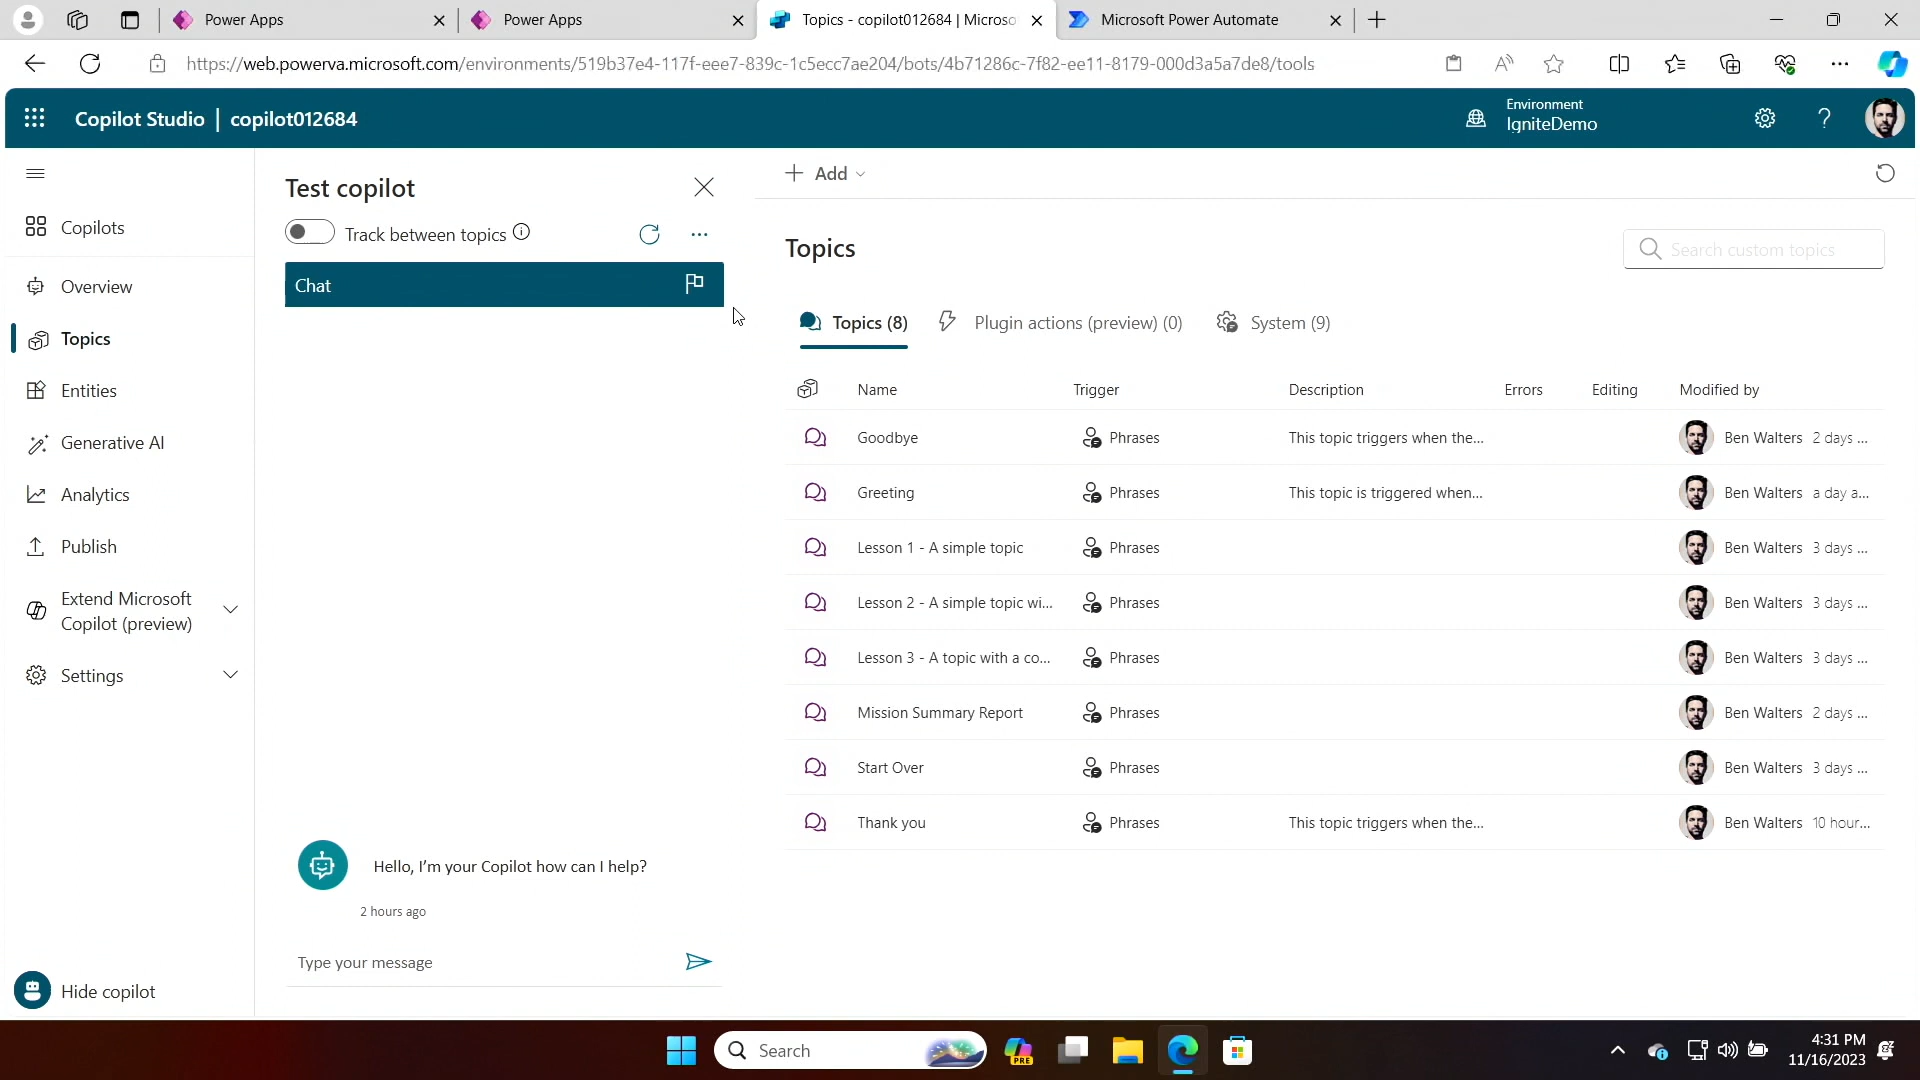 Power Apps
Power Apps
Topics - copilot012684 | Microso
Microsoft Power Automate
https://web.powerva.microsoft.com/environments/519b37e4-117f-eee7-839c-1c5ecc7ae204/bots/4b71286c-7f82-ee11-8179-000d3a5a7de8/tools
Copilot Studio | copilot012684
Environment
IgniteDemo
Copilots
Overview
Topics
Entities
Generative AI
Analytics
Publish
Extend Microsoft
Copilot (preview)
Settings
Hide copilot
Test copilot
Track between topics
Chat
Hello, I'm your Copilot how can I help?
2 hours ago
Type your message
Add
Topics
Search custom topics
Topics (8) Plugin actions (preview) (0) System (9)
Name Trigger Description Errors Editing Modified by
Goodbye Phrases This topic triggers when the... Ben Walters 2 days ...
Greeting Phrases This topic is triggered when... Ben Walters a day a...
Lesson 1 - A simple topic Phrases Ben Walters 3 days ...
Lesson 2 - A simple topic wi... Phrases Ben Walters 3 days ...
Lesson 3 - A topic with a co... Phrases Ben Walters 3 days ...
Mission Summary Report Phrases Ben Walters 2 days ...
Start Over Phrases Ben Walters 3 days ...
Thank you Phrases This topic triggers when the... Ben Walters 10 hour...
Search
PRE
4:31 PM
11/16/2023